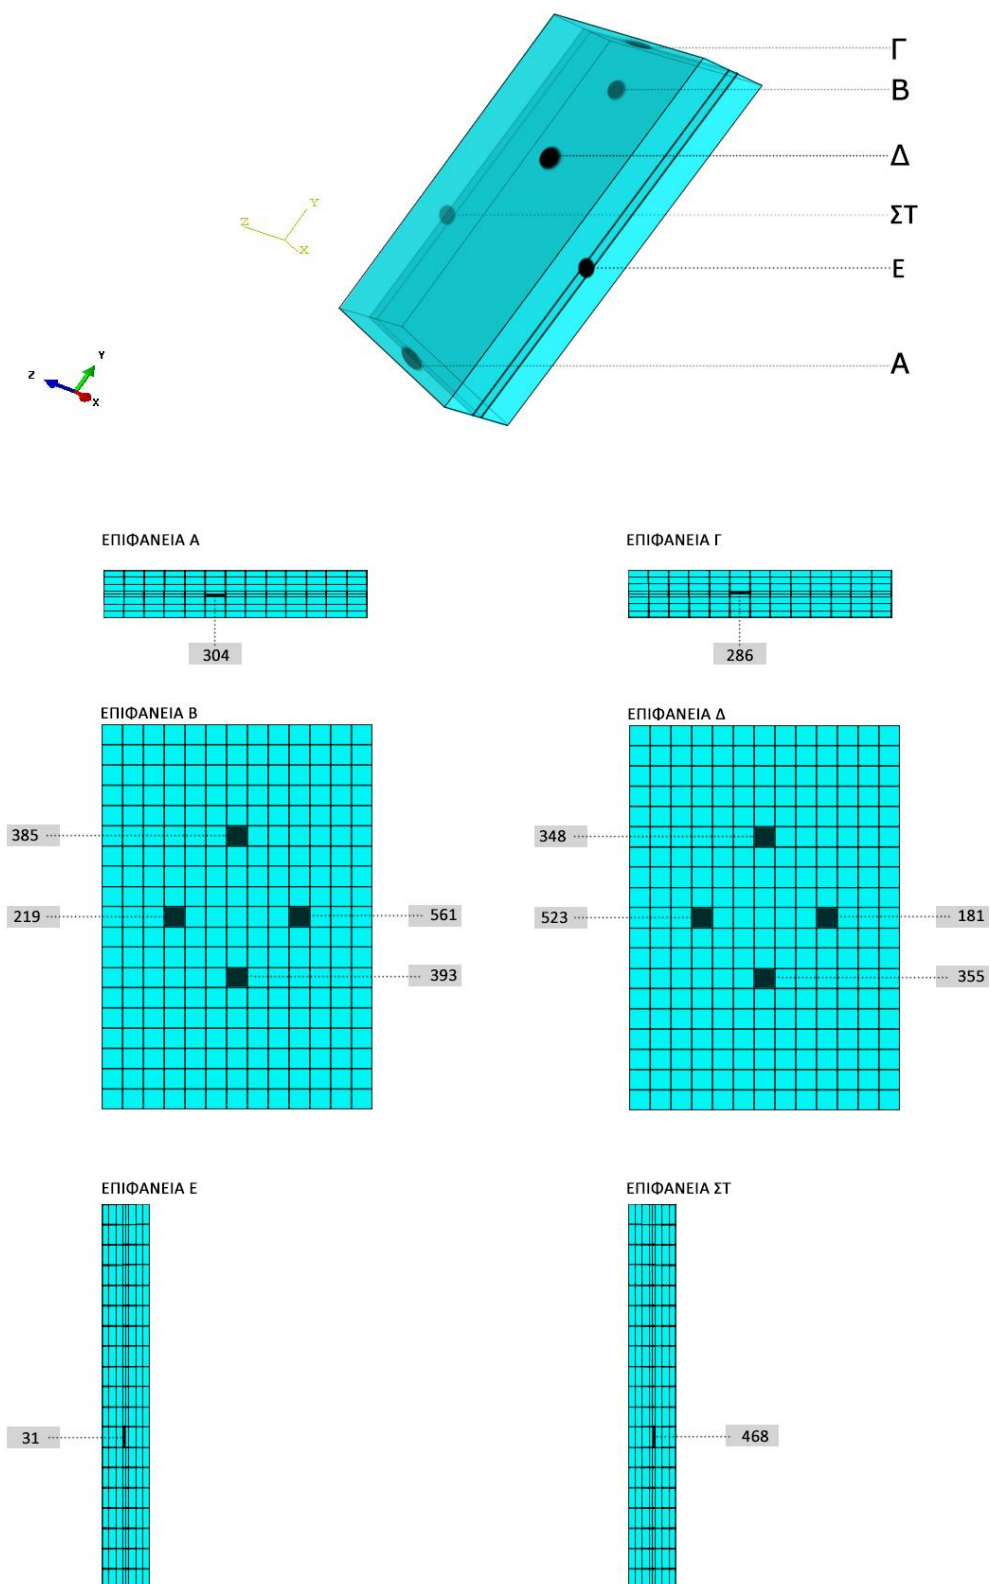 Γ
Β
Δ
Y
Z
ΣΤ
X
Ε
Y
Z
X
Α
ΕΠΙΦΑΝΕΙΑ Α
ΕΠΙΦΑΝΕΙΑ Γ
304
286
ΕΠΙΦΑΝΕΙΑ Β
ΕΠΙΦΑΝΕΙΑ Δ
385
348
219
561
523
181
393
355
ΕΠΙΦΑΝΕΙΑ Ε
ΕΠΙΦΑΝΕΙΑ ΣΤ
31
468